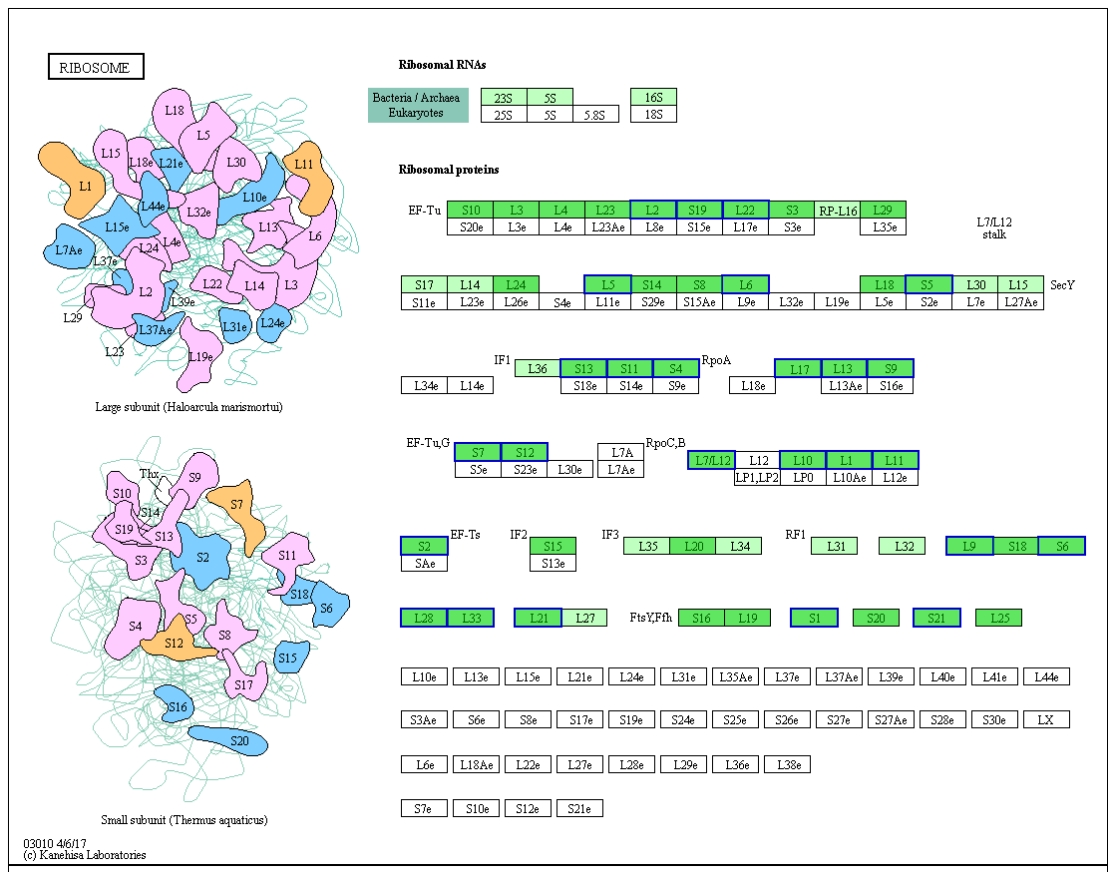 RIBOSOME
Ribosomal RNAs
Bacteria / Archaea 23S 5S 16S
Eukaryotes 25S 5S 5.8S 18S
Ribosomal proteins
EF-Tu S10 L3 L4 L23 L2 S19 L22 S3 RP-L16 L29
S20e L3e L4e L23Ae L8e S15e L17e S3e L35e
L7/L12
stalk
S17 L14 L24 L5 S14 S8 L6 L18 S5 L30 L15 SecY
S11e L23e L26e S4e L11e S29e S15Ae L9e L32e L19e L5e S2e L7e L27Ae
IF1 L36 S13 S11 S4 RpoA L17 L13 S9
L34e L14e S18e S14e S9e L18e L13Ae S16e
EF-Tu,G S7 S12 L7A RpoC,B L7/L12 L12 L10 L1 L11
S5e S23e L30e L7Ae LP1,LP2 LP0 L10Ae L12e
S2 EF-Ts IF2 S15 IF3 L35 L20 L34 RF1 L31 L32 L9 S18 S6
SAe S13e
L28 L33 L21 L27 FtsY,Ffh S16 L19 S1 S20 S21 L25
L10e L13e L15e L21e L24e L31e L35Ae L37e L37Ae L39e L40e L41e L44e
S3Ae S6e S8e S17e S19e S24e S25e S26e S27e S27Ae S28e S30e LX
L6e L18Ae L22e L27e L28e L29e L36e L38e
S7e S10e S12e S21e
L18
L5
L15 L18e L21e L30 L11
L1
L44e L10e
L32e
L15e L13
L7Ae L24 L4e L6
L37e
L2 L22 L14 L3
L39e
L29
L37Ae L31e L24e
L23
L19e
Large subunit (Haloarcula marismortui)
Thx S9
S10
S14 S7
S19 S13
S3 S2 S11
S18 S6
S4 S5 S8
S12
S15
S17
S16
S20
Small subunit (Thermus aquaticus)
03010 4/6/17
(c) Kanehisa Laboratories